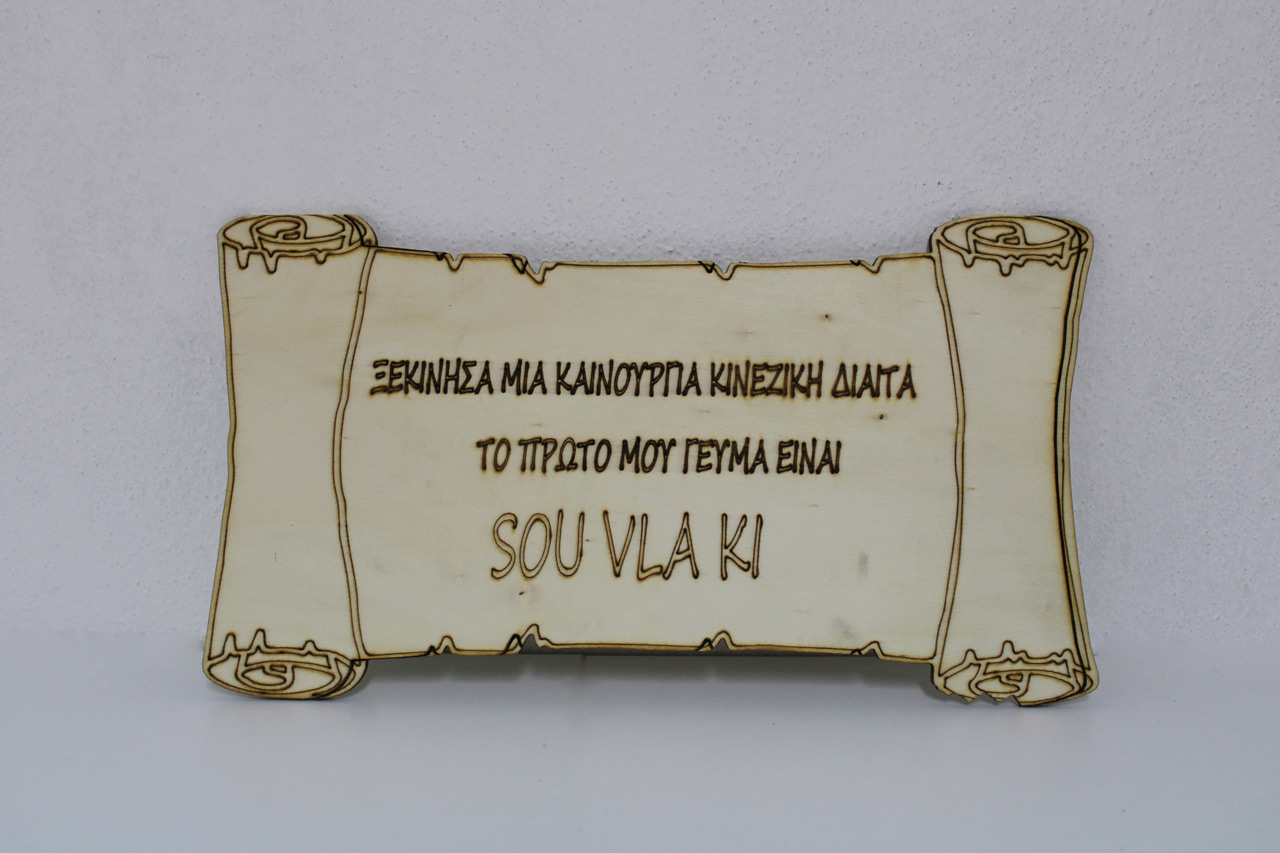 ΞΕΚΙΝΗΣΑ ΜΙΑ ΚΑΙΝΟΥΡΓΙΑ ΚΙΝΕΖΙΚΗ ΔΙΑΙΤΑ
ΤΟ ΠΡΩΤΟ ΜΟΥ ΓΕΥΜΑ ΕΙΝΑΙ
SOU VLA KI